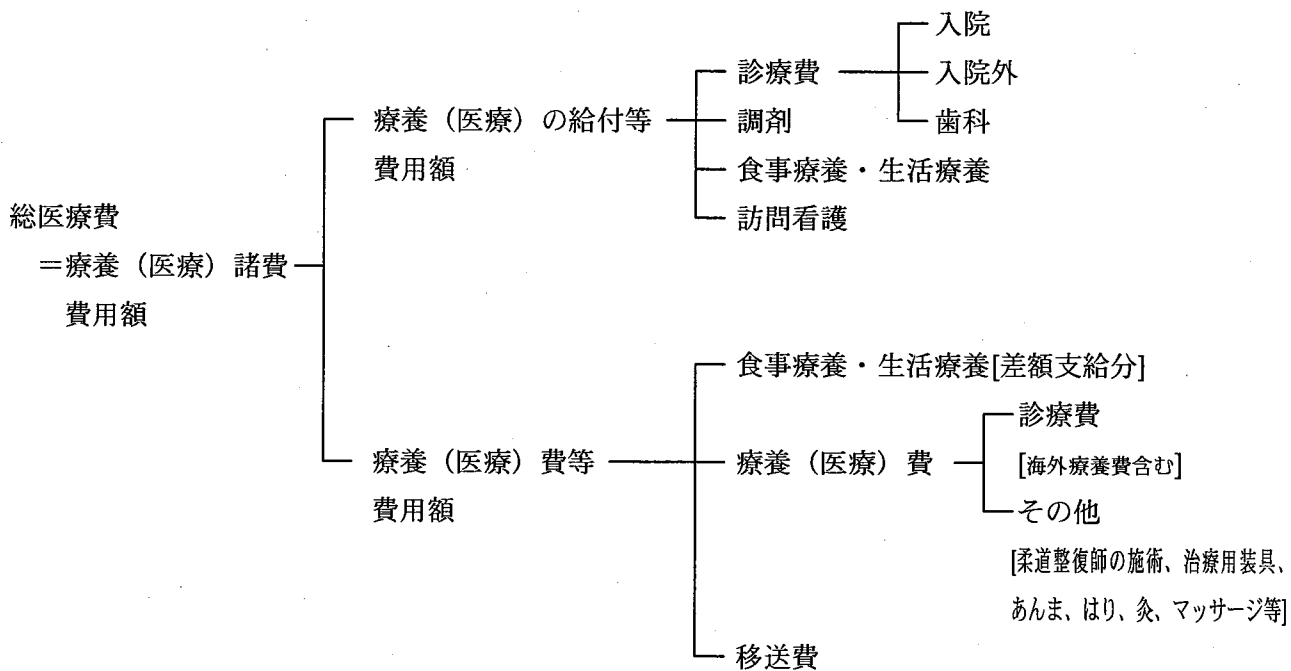 総医療費
=療養(医療)諸費
費用額
療養(医療)の給付等
費用額
診療費
入院
入院外
歯科
調剤
食事療養・生活療養
訪問看護
療養(医療)費等
費用額
食事療養・生活療養[差額支給分]
療養(医療)費
診療費
[海外療養費含む]
その他
[柔道整復師の施術、治療用装具、
あんま、はり、灸、マッサージ等]
移送費